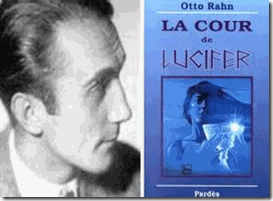 Otto Rahn
LA COUR
de
LUCIFER
Pardès